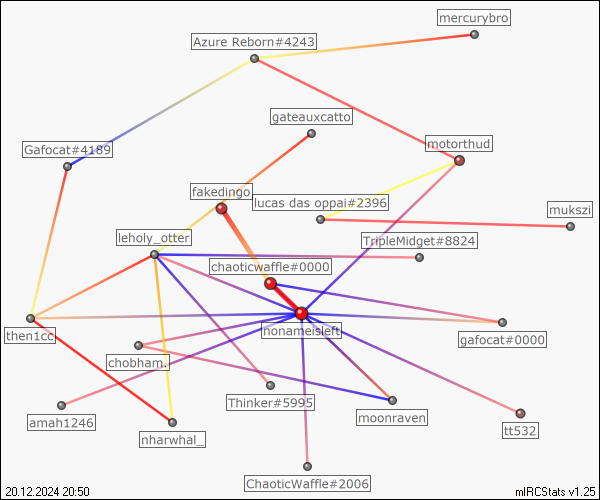 mercurybro
Azure Reborn#4243
gateauxcatto
Gafocat#4189
motorthud
fakedingo
lucas das oppai#2396
mukszi
leholy_otter
TripleMidget#8824
chaoticwaffle#0000
then1cc
nonameisleft
gafocat#0000
chobham.
Thinker#5995
moonraven
amah1246
tt532
nharwhal_
ChaoticWaffle#2006
20.12.2024 20:50
mIRCStats v1.25